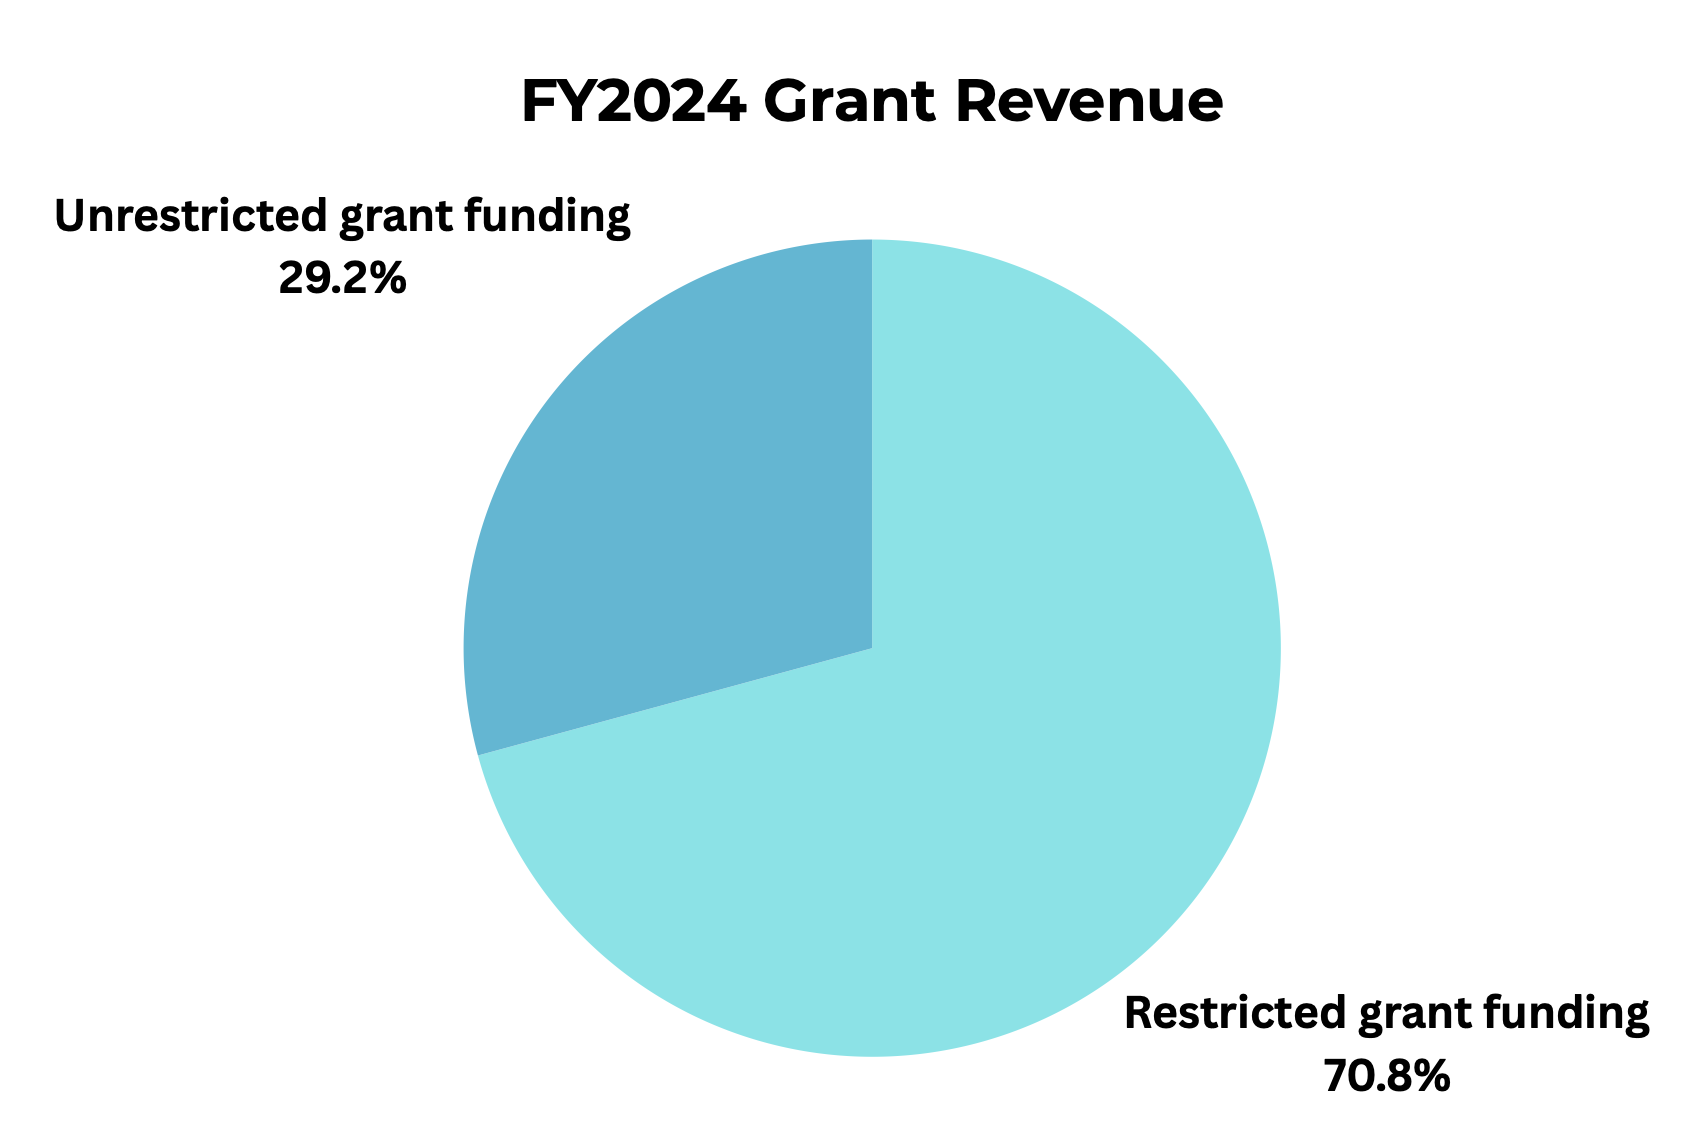 FY2024 Grant Revenue
Unrestricted grant funding
29.2%
Restricted grant funding
70.8%